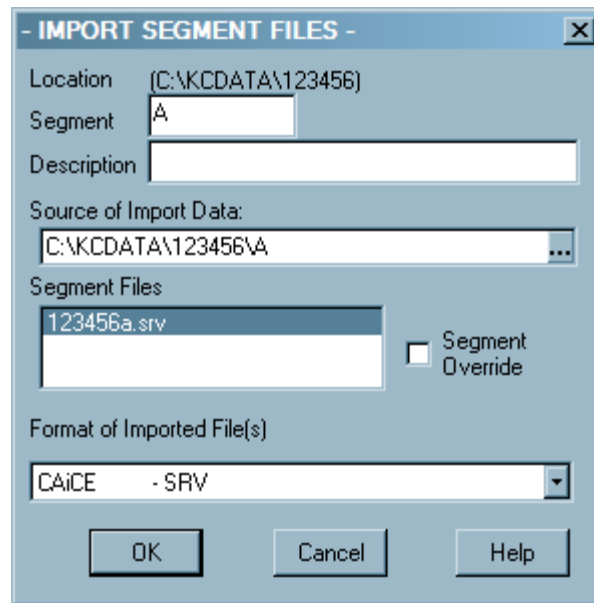 - IMPORT SEGMENT FILES -
Location (C:\KCDATA\123456)
Segment A
Description
Source of Import Data:
C:\KCDATA\123456\A ...
Segment Files
123456a.srv
Segment
Override
Format of Imported File(s)
CAiCE - SRV
OK Cancel Help